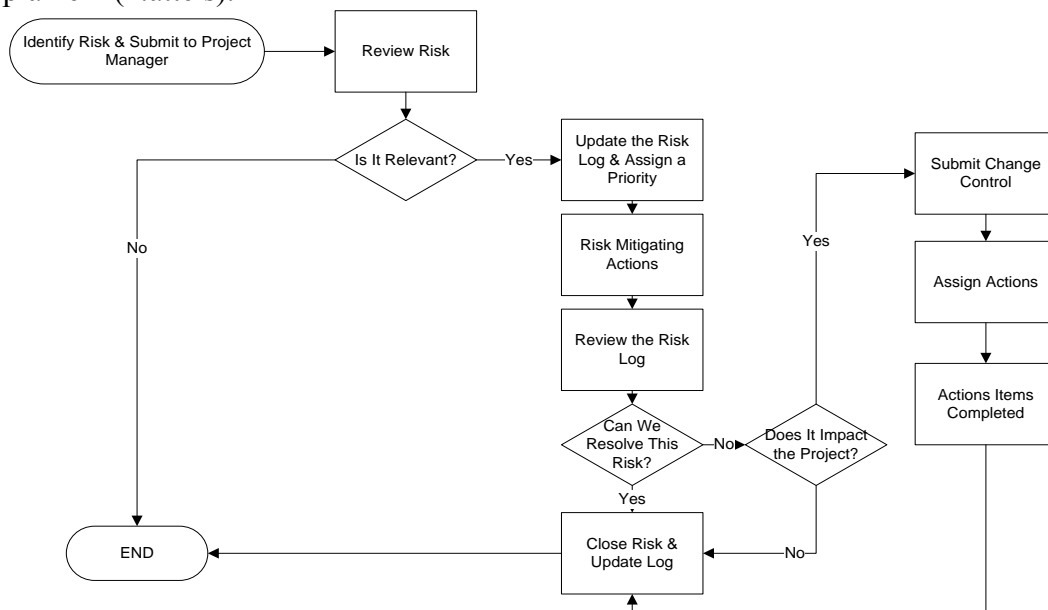 Identify Risk & Submit to Project
Manager
Review Risk
Is It Relevant?
Yes
No
Update the Risk
Log & Assign a
Priority
Risk Mitigating
Actions
Review the Risk
Log
Can We
Resolve This
Risk?
No
Yes
Does It Impact
the Project?
Yes
No
Submit Change
Control
Assign Actions
Actions Items
Completed
Close Risk &
Update Log
END